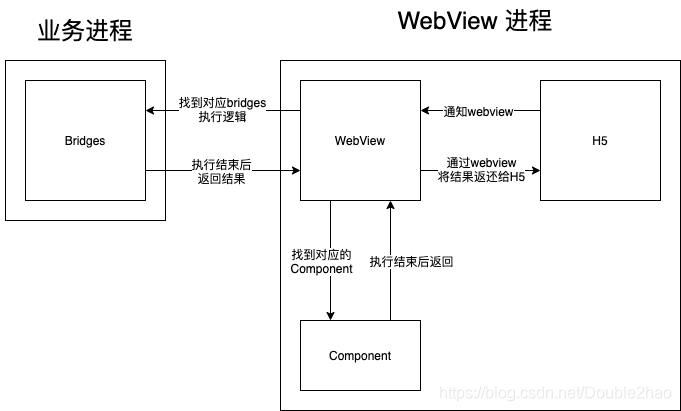 业务进程
WebView 进程
Bridges
找到对应bridges
执行逻辑
执行结束后
返回结果
WebView
通知webview
通过webview
将结果返还给H5
H5
找到对应的
Component
执行结束后返回
Component
https://blog.csdn.net/Double2hao